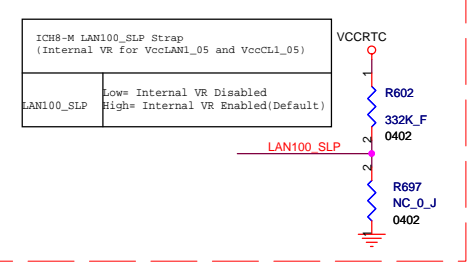 ICH8-M LAN100_SLP Strap
(Internal VR for VccLAN1_05 and VccCL1_05)
LAN100_SLP
Low= Internal VR Disabled
High= Internal VR Enabled(Default)
VCCRTC
1
R602
332K_F
0402
2
LAN100_SLP
2
R697
NC_0_J
0402
1